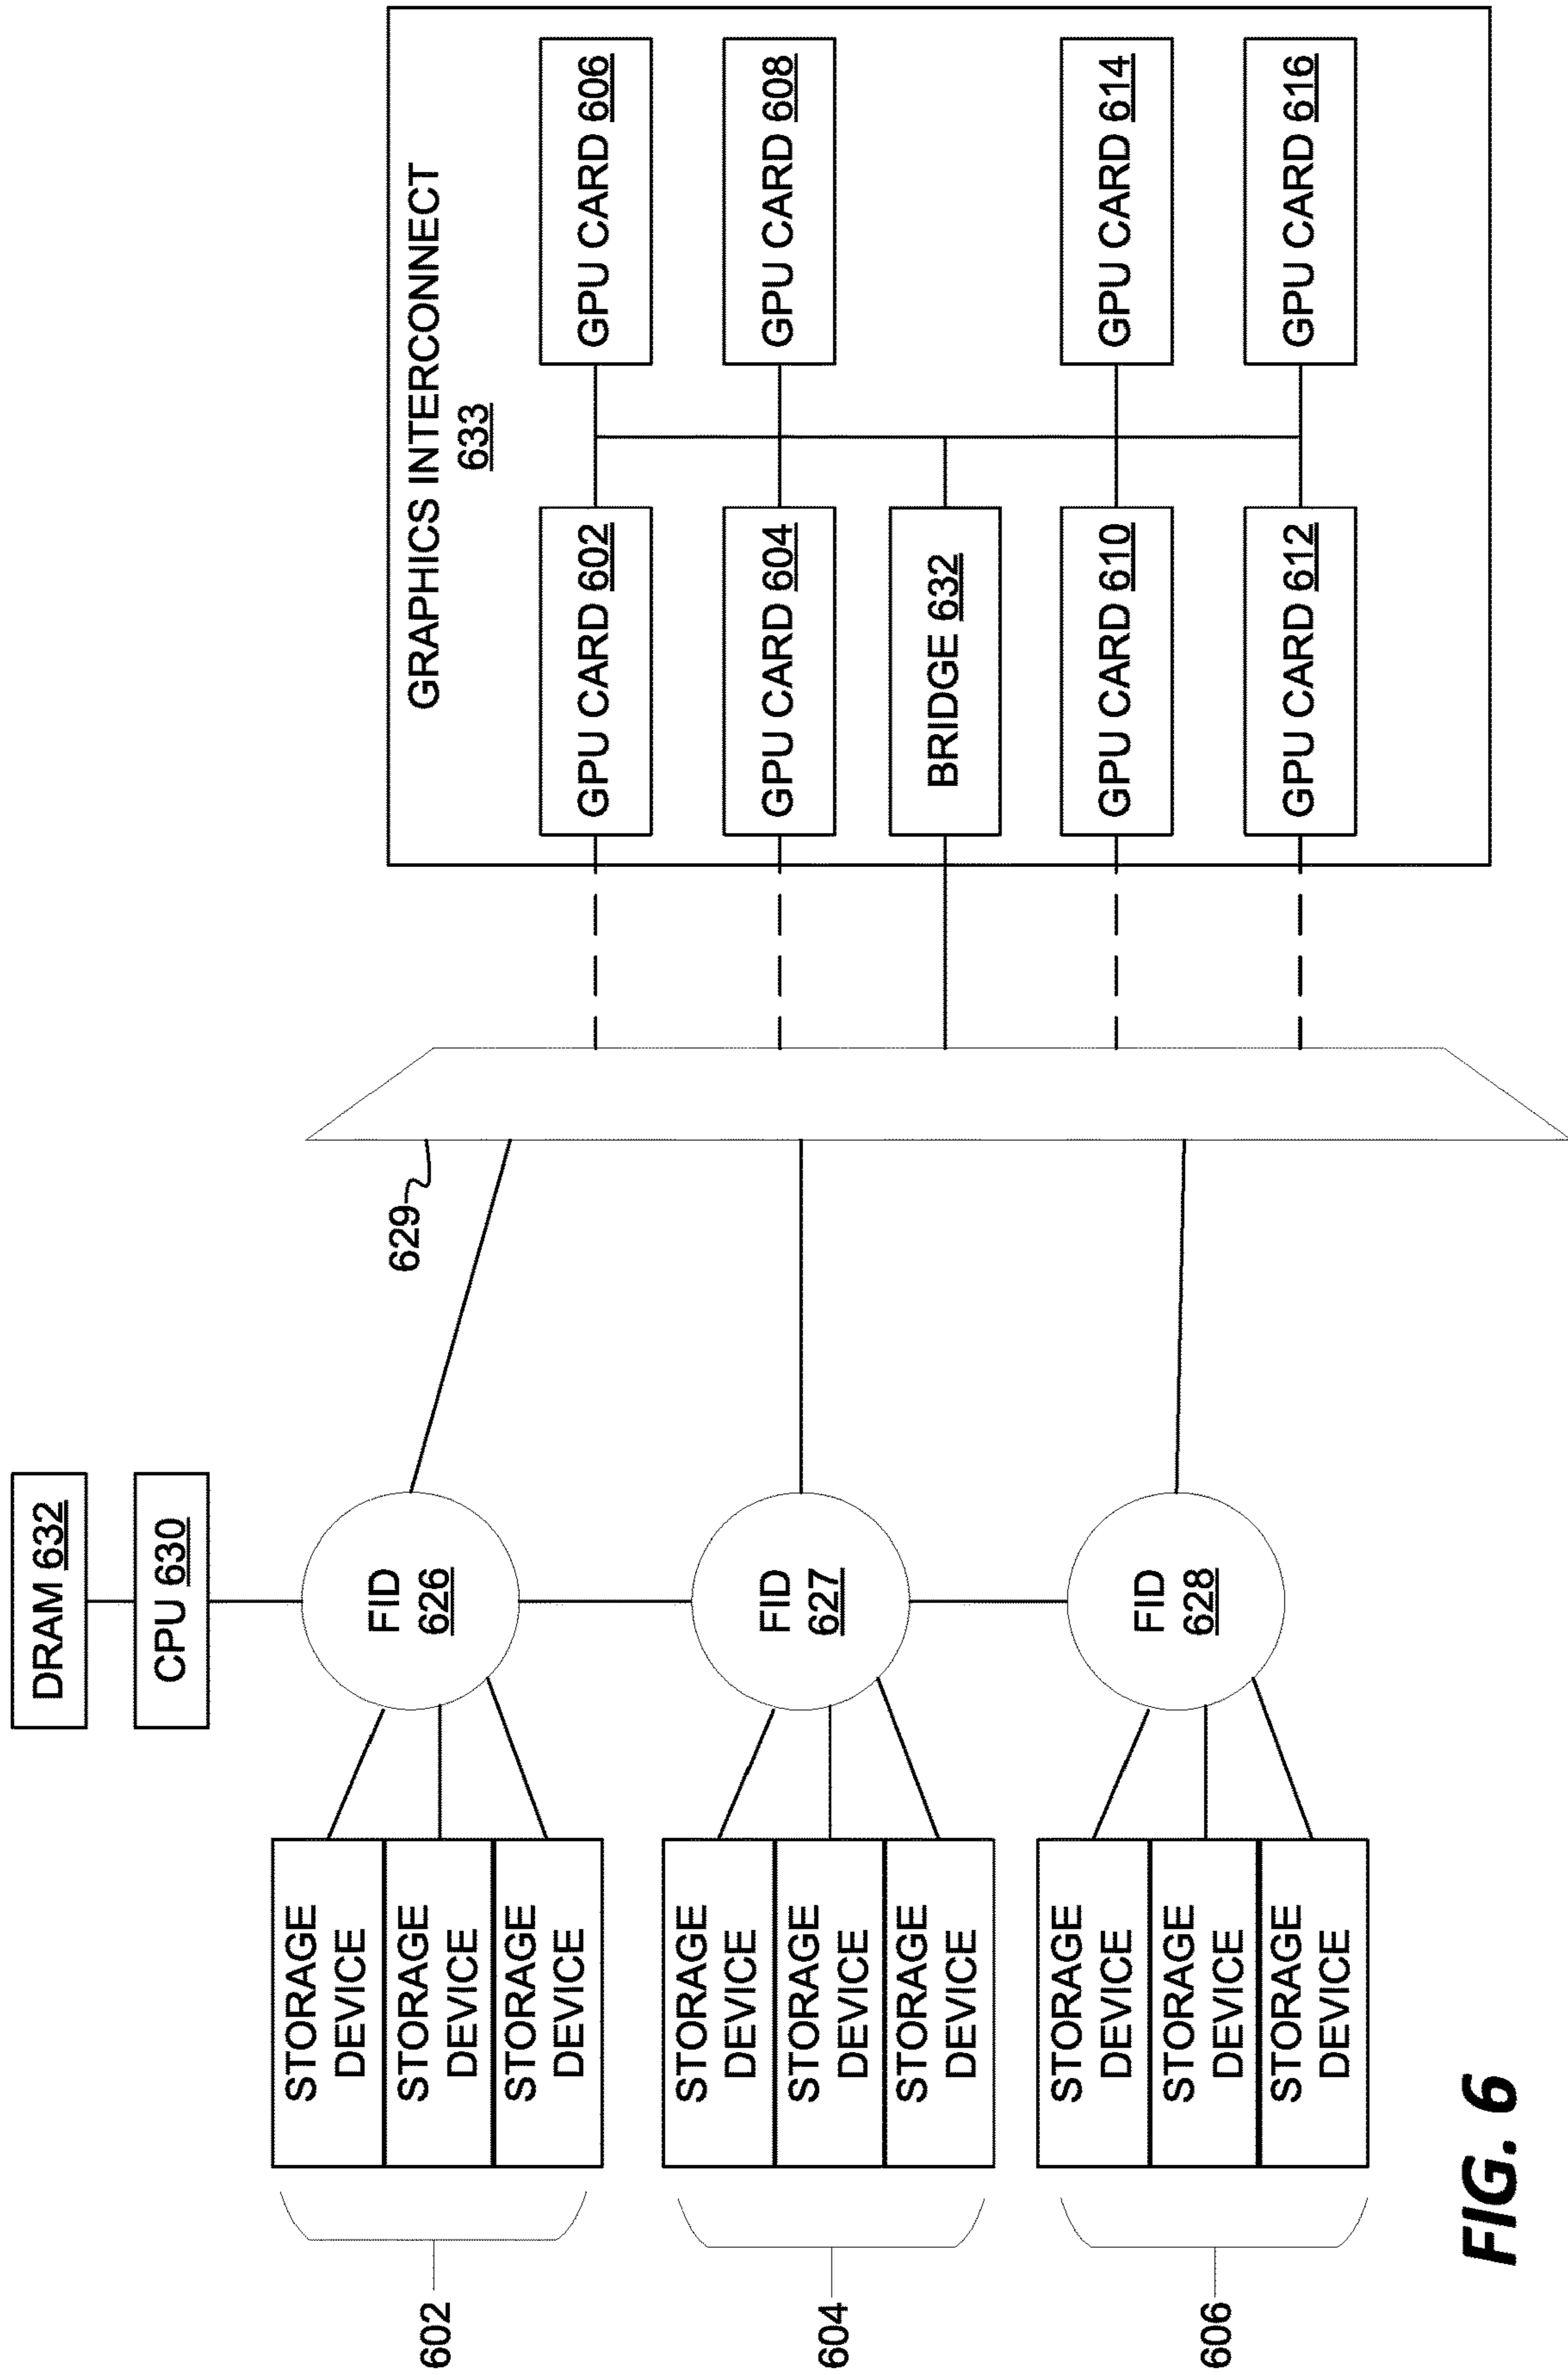 DRAM 632
CPU 630
GRAPHICS INTERCONNECT
633
602
STORAGE
DEVICE
STORAGE
DEVICE
STORAGE
DEVICE
FID
626
629
GPU CARD 602
GPU CARD 606
GPU CARD 604
GPU CARD 608
604
STORAGE
DEVICE
STORAGE
DEVICE
STORAGE
DEVICE
FID
627
BRIDGE 632
606
STORAGE
DEVICE
STORAGE
DEVICE
STORAGE
DEVICE
FID
628
GPU CARD 610
GPU CARD 614
GPU CARD 612
GPU CARD 616
FIG. 6